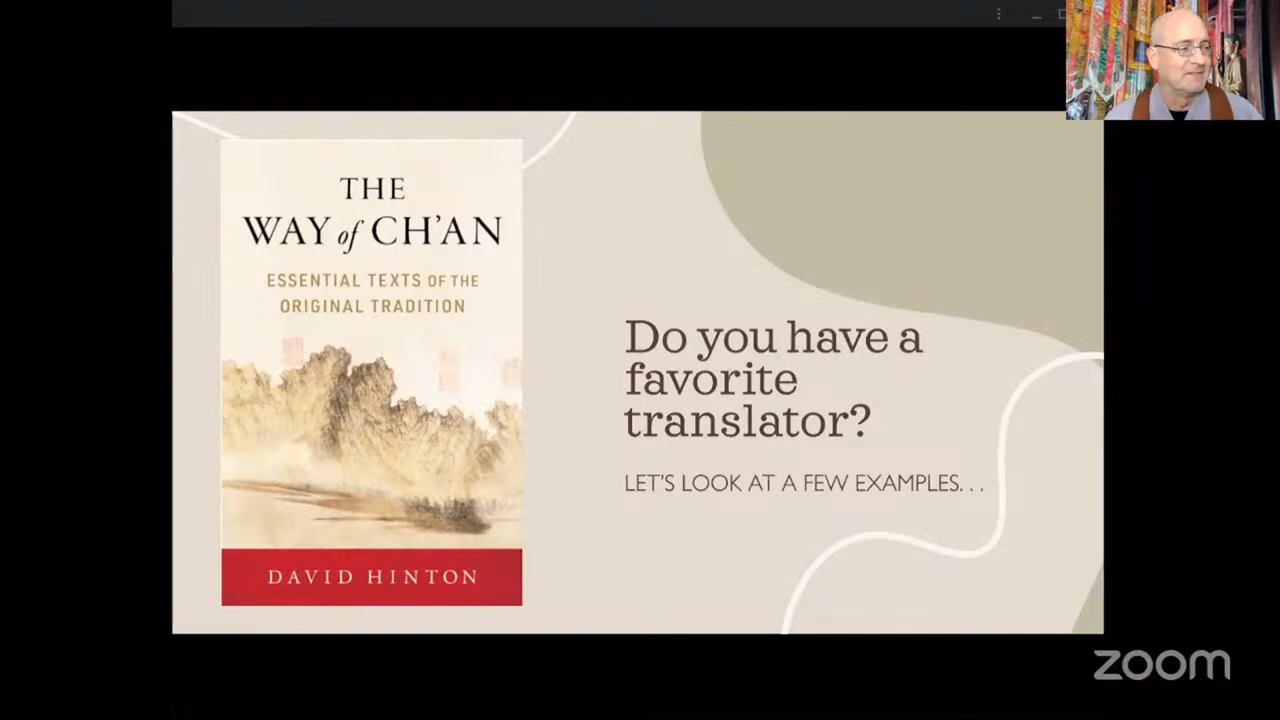 THE
WAY of CH'AN
ESSENTIAL TEXTS OF THE
ORIGINAL TRADITION
DAVID HINTON
Do you have a
favorite
translator?
LET'S LOOK AT A FEW EXAMPLES. . .
zoom